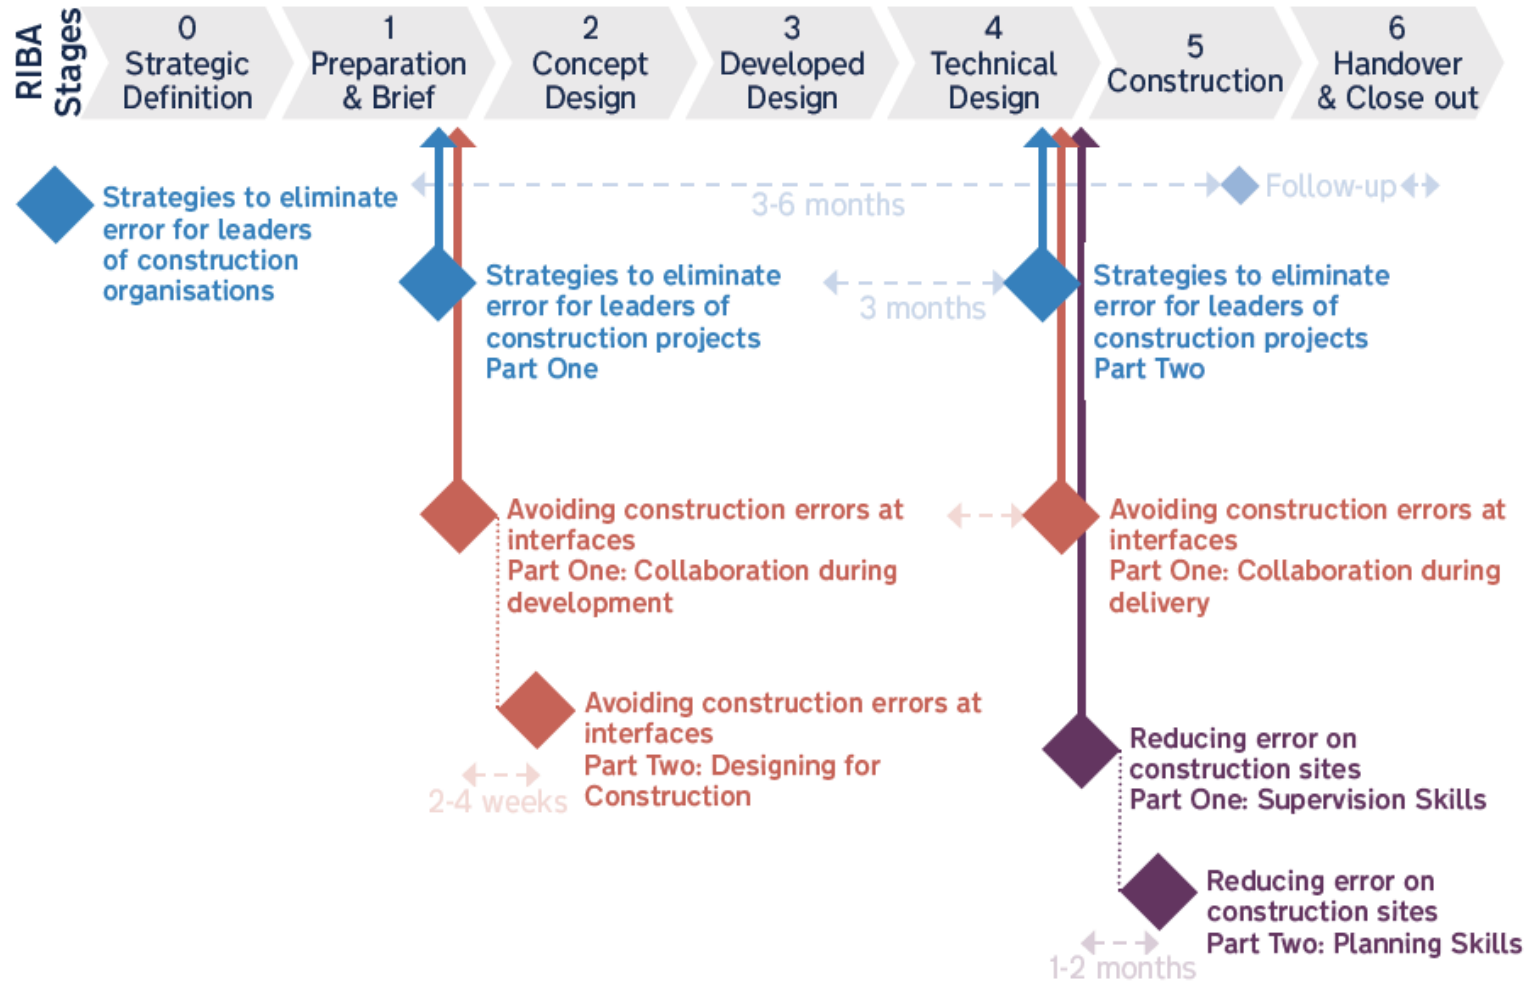 RIBA
Stages
0
Strategic
Definition
1
Preparation
& Brief
2
Concept
Design
3
Developed
Design
4
Technical
Design
5
Construction
6
Handover
& Close out
Strategies to eliminate
error for leaders
of construction
organisations
3-6 months
Follow-up
Strategies to eliminate
error for leaders of
construction projects
Part One
3 months
Strategies to eliminate
error for leaders of
construction projects
Part Two
Avoiding construction errors at
interfaces
Part One: Collaboration during
development
Avoiding construction errors at
interfaces
Part One: Collaboration during
delivery
Avoiding construction errors at
interfaces
Part Two: Designing for
Construction
2-4 weeks
Reducing error on
construction sites
Part One: Supervision Skills
Reducing error on
construction sites
Part Two: Planning Skills
1-2 months